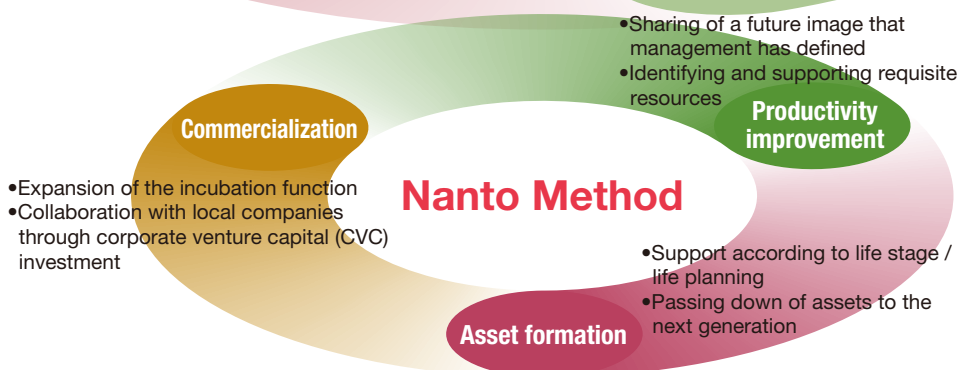 •Sharing of a future image that
management has defined
•Identifying and supporting requisite
resources
Productivity
improvement
Commercialization
•Expansion of the incubation function
•Collaboration with local companies
through corporate venture capital (CVC)
investment
Nanto Method
•Support according to life stage /
life planning
•Passing down of assets to the
next generation
Asset formation